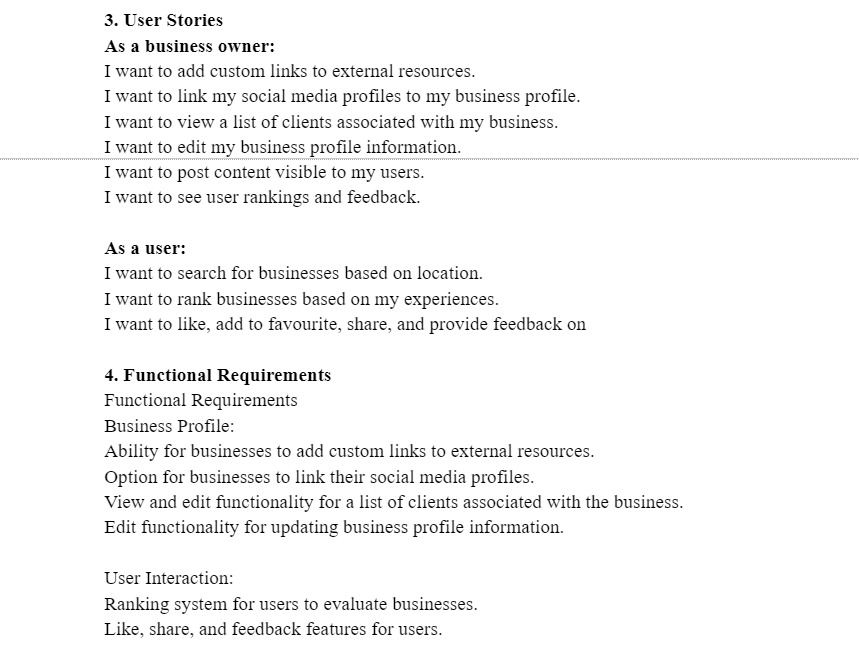 3. User Stories
As a business owner:
I want to add custom links to external resources.
I want to link my social media profiles to my business profile.
I want to view a list of clients associated with my business.
I want to edit my business profile information.
I want to post content visible to my users.
I want to see user rankings and feedback.
As a user:
I want to search for businesses based on location.
I want to rank businesses based on my experiences.
I want to like, add to favourite, share, and provide feedback on
4. Functional Requirements
Functional Requirements
Business Profile:
Ability for businesses to add custom links to external resources.
Option for businesses to link their social media profiles.
View and edit functionality for a list of clients associated with the business.
Edit functionality for updating business profile information.
User Interaction:
Ranking system for users to evaluate businesses.
Like, share, and feedback features for users.